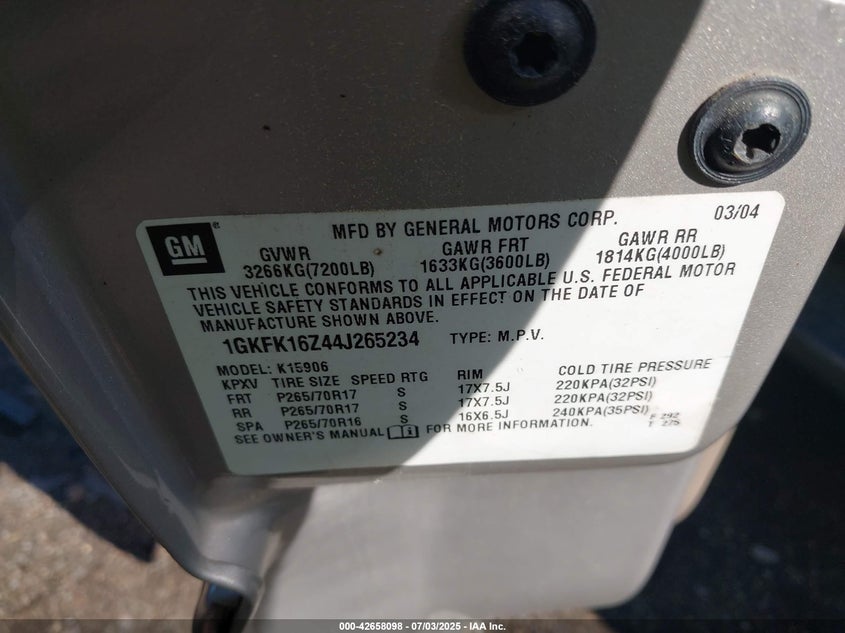 GM
MFD BY GENERAL MOTORS CORP. 03/04
GVWR GAWR FRT GAWR RR
3266KG(7200LB) 1633KG(3600LB) 1814KG(4000LB)
THIS VEHICLE CONFORMS TO ALL APPLICABLE U.S. FEDERAL MOTOR
VEHICLE SAFETY STANDARDS IN EFFECT ON THE DATE OF
MANUFACTURE SHOWN ABOVE.
1GKFK16Z44J265234 TYPE: M.P.V.
MODEL: K15906
KPXV TIRE SIZE SPEED RTG RIM COLD TIRE PRESSURE
FRT P265/70R17 S 17X7.5J 220KPA(32PSI)
RR P265/70R17 S 17X7.5J 220KPA(32PSI)
SPA P265/70R16 S 16X6.5J 240KPA(35PSI)
SEE OWNER'S MANUAL FOR MORE INFORMATION.
F 292
T 275
000-42658098 - 07/03/2025 - IAA Inc.